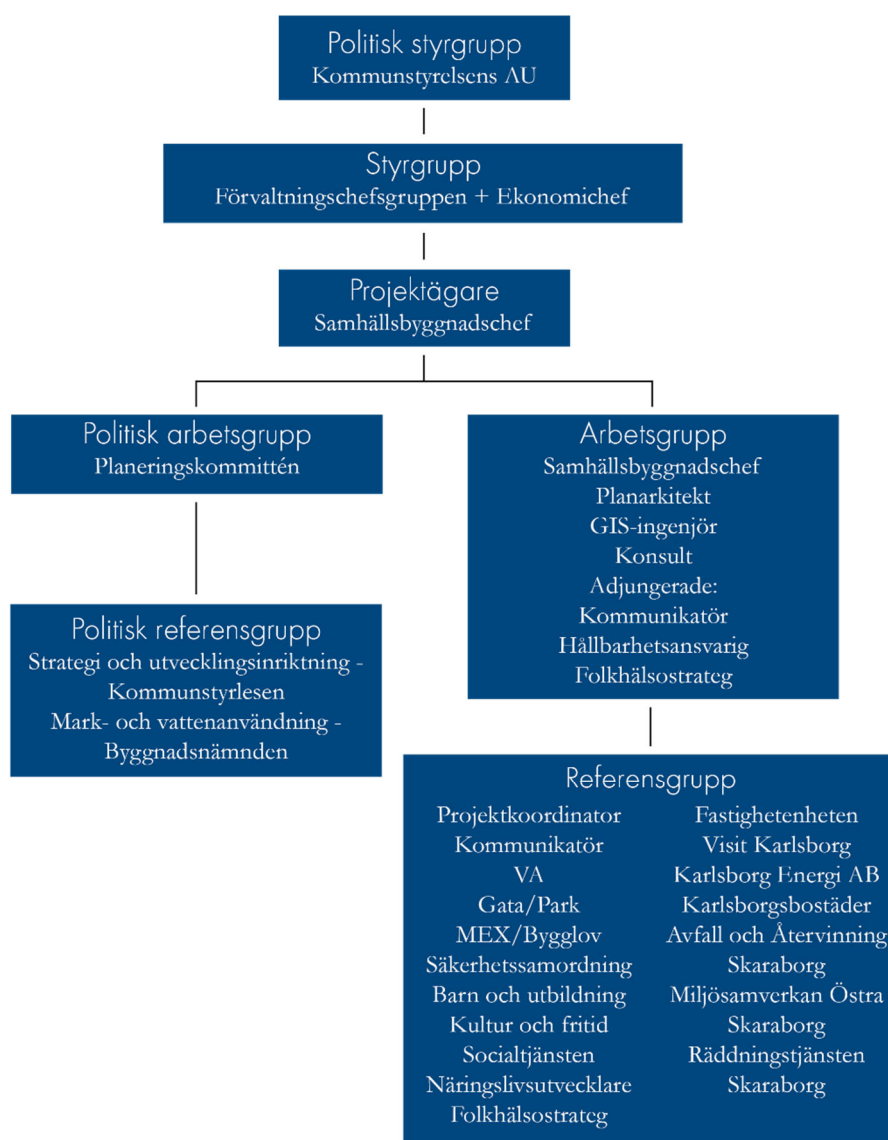 Politisk styrgrupp
Kommunstyrelsens AU
Styrgrupp
Förvaltningschefsgruppen + Ekonomichef
Projektägare
Samhällsbyggnadschef
Politisk arbetsgrupp
Planeringskommittén
Politisk referensgrupp
Strategi och utvecklingsinriktning -
Kommunstyrlesen
Mark- och vattenanvändning -
Byggnadsnämnden
Arbetsgrupp
Samhällsbyggnadschef
Planarkitekt
GIS-ingenjör
Konsult
Adjungerade:
Kommunikatör
Hållbarhetsansvarig
Folkhälsostrateg
Referensgrupp
Projektkoordinator
Kommunikatör
VA
Gata/Park
MEX/Bygglov
Säkerhetssamordning
Barn och utbildning
Kultur och fritid
Socialtjänsten
Näringslivsutvecklare
Folkhälsostrateg
Fastighetenheten
Visit Karlsborg
Karlsborg Energi AB
Karlsborgsbostäder
Avfall och Återvinning
Skaraborg
Miljösamverkan Östra
Skaraborg
Räddningstjänsten
Skaraborg